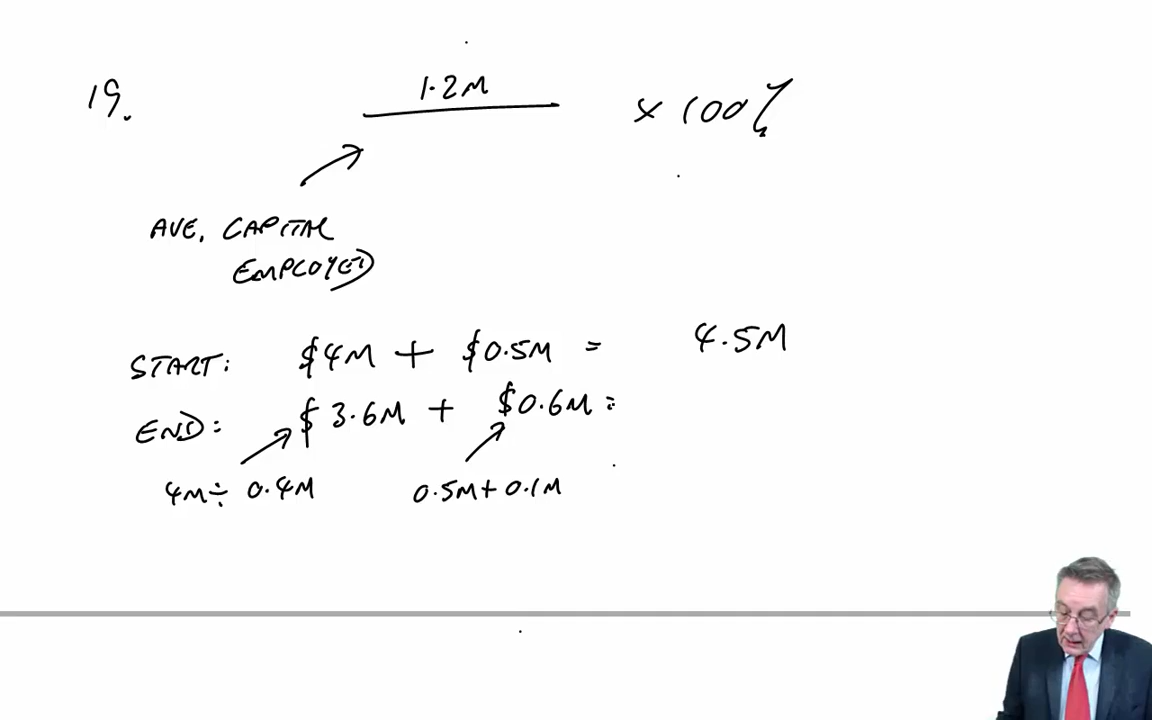 19.
1.2M
× 100%
AVE. CAPITAL
EMPLOYED
START: $4M + $0.5M = 4.5M
END: $3.6M + $0.6M =
4M ÷ 0.4M 0.5M + 0.1M